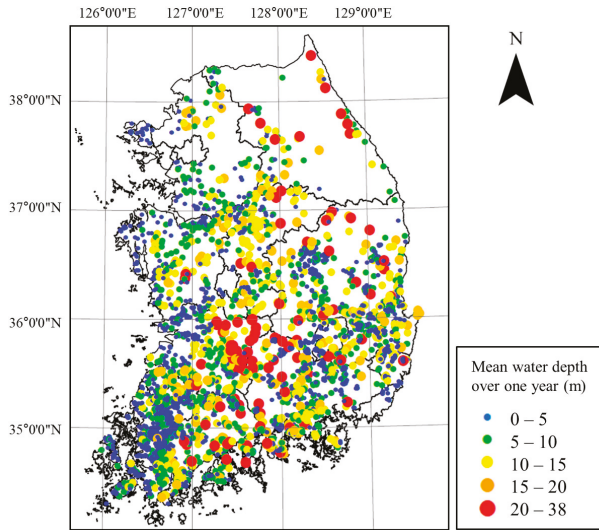 126°0'0"E 127°0'0"E 128°0'0"E 129°0'0"E
N
38°0'0"N
37°0'0"N
36°0'0"N
35°0'0"N
Mean water depth
over one year (m)
0 – 5
5 – 10
10 – 15
15 – 20
20 – 38